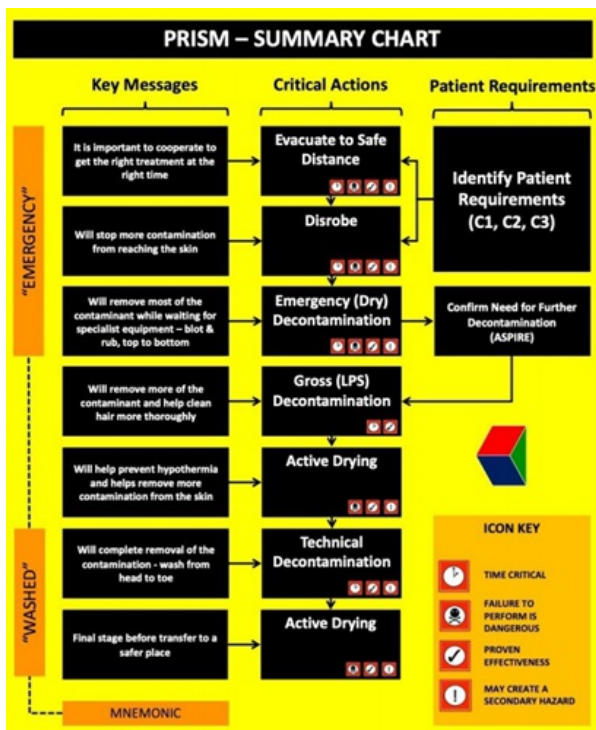 PRISM – SUMMARY CHART
Key Messages
Critical Actions
Patient Requirements
"EMERGENCY"
It is important to cooperate to
get the right treatment at the
right time
Evacuate to Safe
Distance
Identify Patient
Requirements
(C1, C2, C3)
Will stop more contamination
from reaching the skin
Disrobe
Will remove most of the
contaminant while waiting for
specialist equipment – blot &
rub, top to bottom
Emergency (Dry)
Decontamination
Confirm Need for Further
Decontamination
(ASPIRE)
Will remove more of the
contaminant and help clean
hair more thoroughly
Gross (LPS)
Decontamination
Will help prevent hypothermia
and helps remove more
contamination from the skin
Active Drying
"WASHED"
Will complete removal of the
contamination - wash from
head to toe
Technical
Decontamination
Final stage before transfer to a
safer place
Active Drying
MNEMONIC
ICON KEY
TIME CRITICAL
FAILURE TO
PERFORM IS
DANGEROUS
PROVEN
EFFECTIVENESS
MAY CREATE A
SECONDARY HAZARD